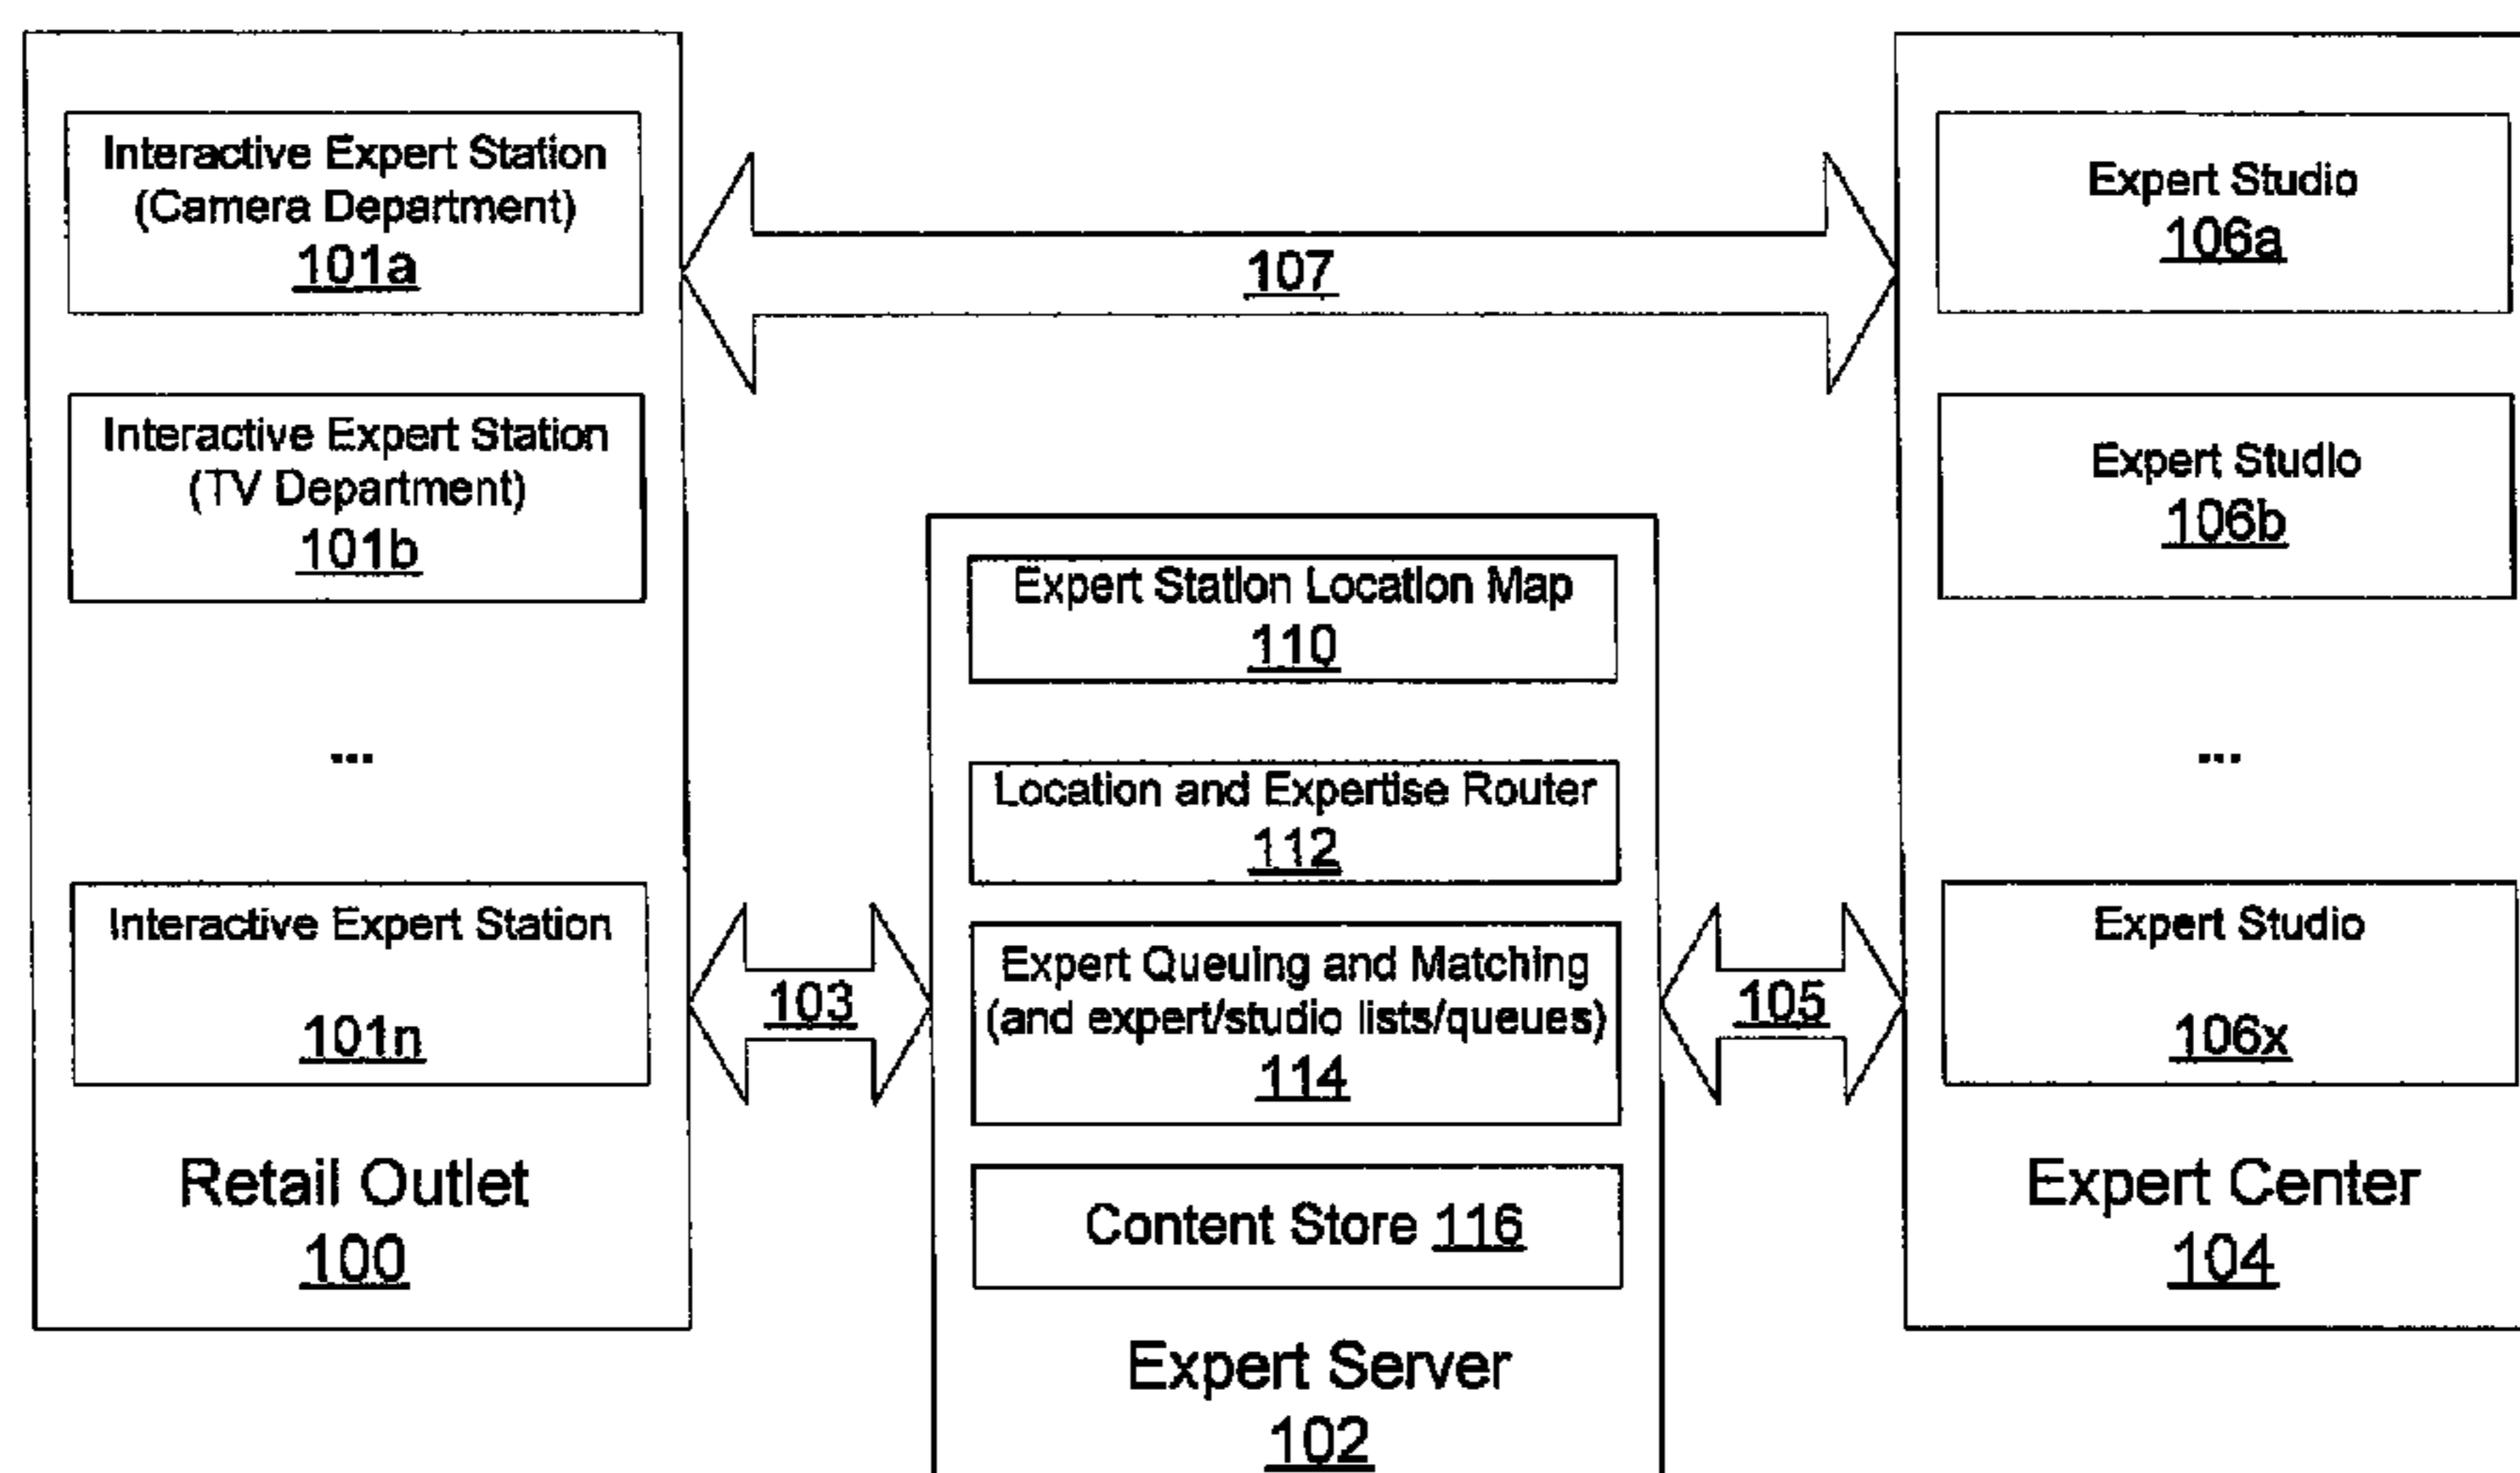 Interactive Expert Station
(Camera Department)
101a
Interactive Expert Station
(TV Department)
101b
...
Interactive Expert Station
101n
Retail Outlet
100
107
103
Expert Station Location Map
110
Location and Expertise Router
112
Expert Queuing and Matching
(and expert/studio lists/queues)
114
Content Store 116
Expert Server
102
105
Expert Studio
106a
Expert Studio
106b
...
Expert Studio
106x
Expert Center
104